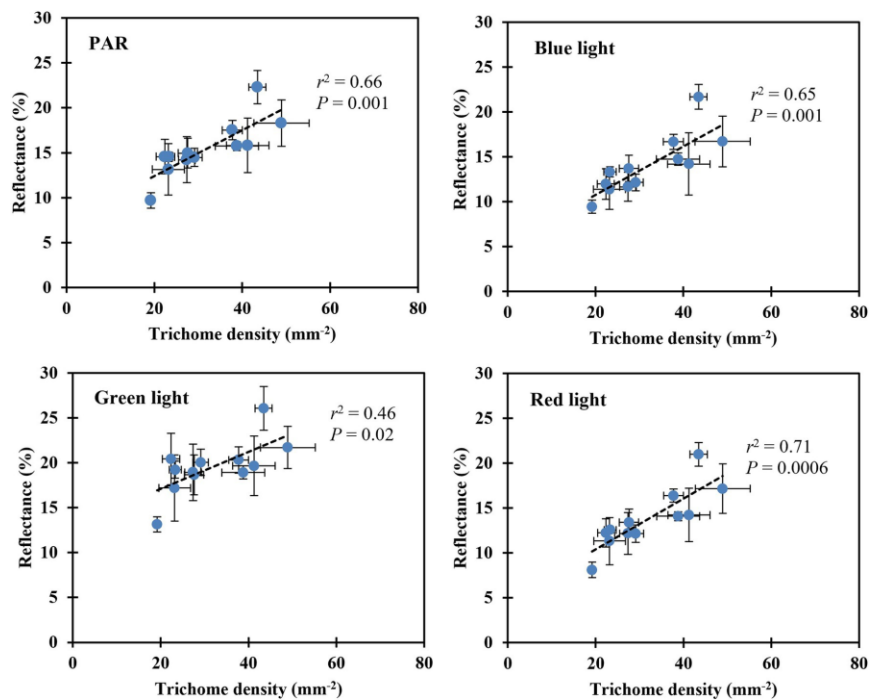 PAR
r² = 0.66
P = 0.001
Reflectance (%)
30
25
20
15
10
5
0
0 20 40 60 80
Trichome density (mm⁻²)
Blue light
r² = 0.65
P = 0.001
Reflectance (%)
30
25
20
15
10
5
0
0 20 40 60 80
Trichome density (mm⁻²)
Green light
r² = 0.46
P = 0.02
Reflectance (%)
30
25
20
15
10
5
0
0 20 40 60 80
Trichome density (mm⁻²)
Red light
r² = 0.71
P = 0.0006
Reflectance (%)
30
25
20
15
10
5
0
0 20 40 60 80
Trichome density (mm⁻²)